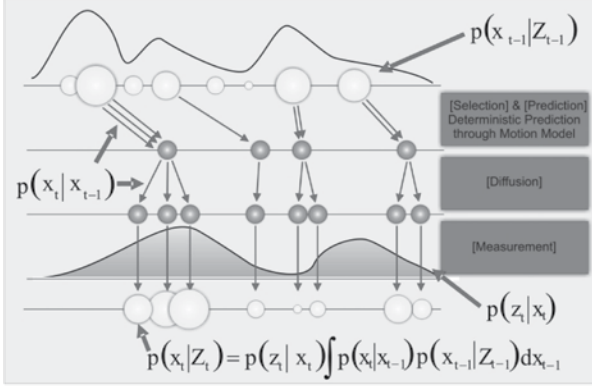 p(x t-1|Z t-1)
[Selection] & [Prediction]
Deterministic Prediction
through Motion Model
p(x t| x t-1)
[Diffusion]
[Measurement]
p(z t|x t)
p(x t|Z t) = p(z t| x t)∫p(x t|x t-1)p(x t-1|Z t-1)dx t-1